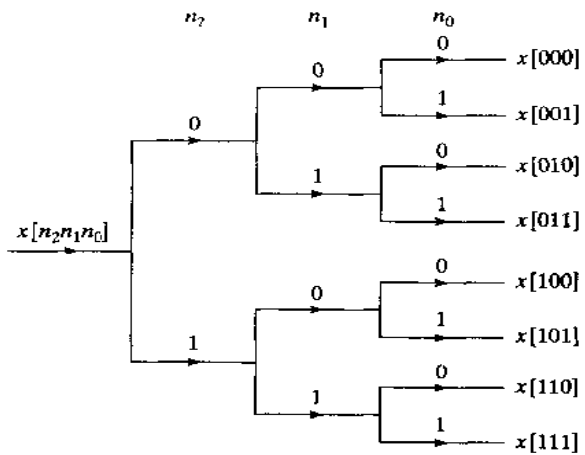 n₂ n₁ n₀
0 x[000]
0
1 x[001]
0
0 x[010]
1
1 x[011]
x[n₂n₁n₀]
0 x[100]
0
1 x[101]
1
0 x[110]
1
1 x[111]